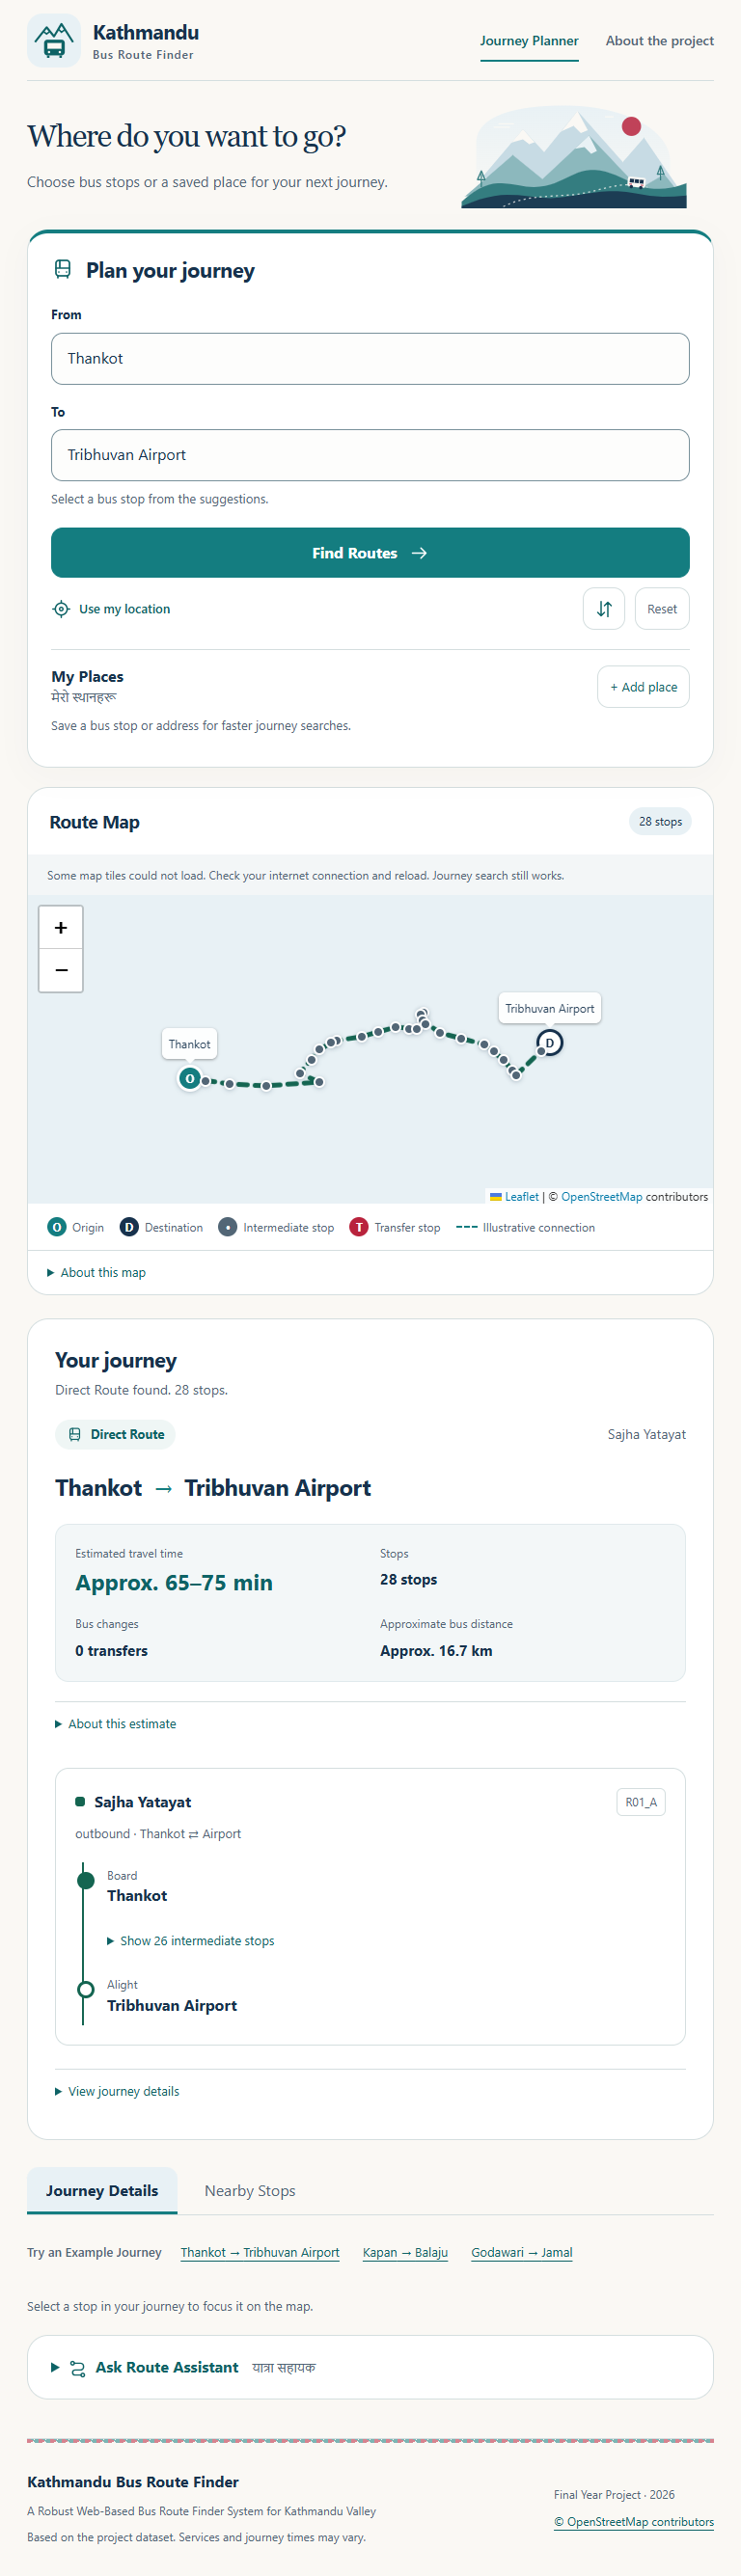 Kathmandu
Bus Route Finder
Journey Planner
About the project
Where do you want to go?
Choose bus stops or a saved place for your next journey.
Plan your journey
From
Thankot
To
Tribhuvan Airport
Select a bus stop from the suggestions.
Find Routes →
Use my location
Reset
My Places
मेरो स्थानहरू
+ Add place
Save a bus stop or address for faster journey searches.
Route Map
28 stops
Some map tiles could not load. Check your internet connection and reload. Journey search still works.
+
−
Tribhuvan Airport
Thankot
D
O
Leaflet | © OpenStreetMap contributors
O Origin D Destination Intermediate stop T Transfer stop Illustrative connection
About this map
Your journey
Direct Route found. 28 stops.
Direct Route
Sajha Yatayat
Thankot → Tribhuvan Airport
Estimated travel time
Approx. 65–75 min
Stops
28 stops
Bus changes
0 transfers
Approximate bus distance
Approx. 16.7 km
About this estimate
Sajha Yatayat
R01_A
outbound · Thankot ⇄ Airport
Board
Thankot
Show 26 intermediate stops
Alight
Tribhuvan Airport
View journey details
Journey Details
Nearby Stops
Try an Example Journey Thankot → Tribhuvan Airport Kapan → Balaju Godawari → Jamal
Select a stop in your journey to focus it on the map.
Ask Route Assistant यात्रा सहायक
Kathmandu Bus Route Finder
A Robust Web-Based Bus Route Finder System for Kathmandu Valley
Based on the project dataset. Services and journey times may vary.
Final Year Project · 2026
© OpenStreetMap contributors